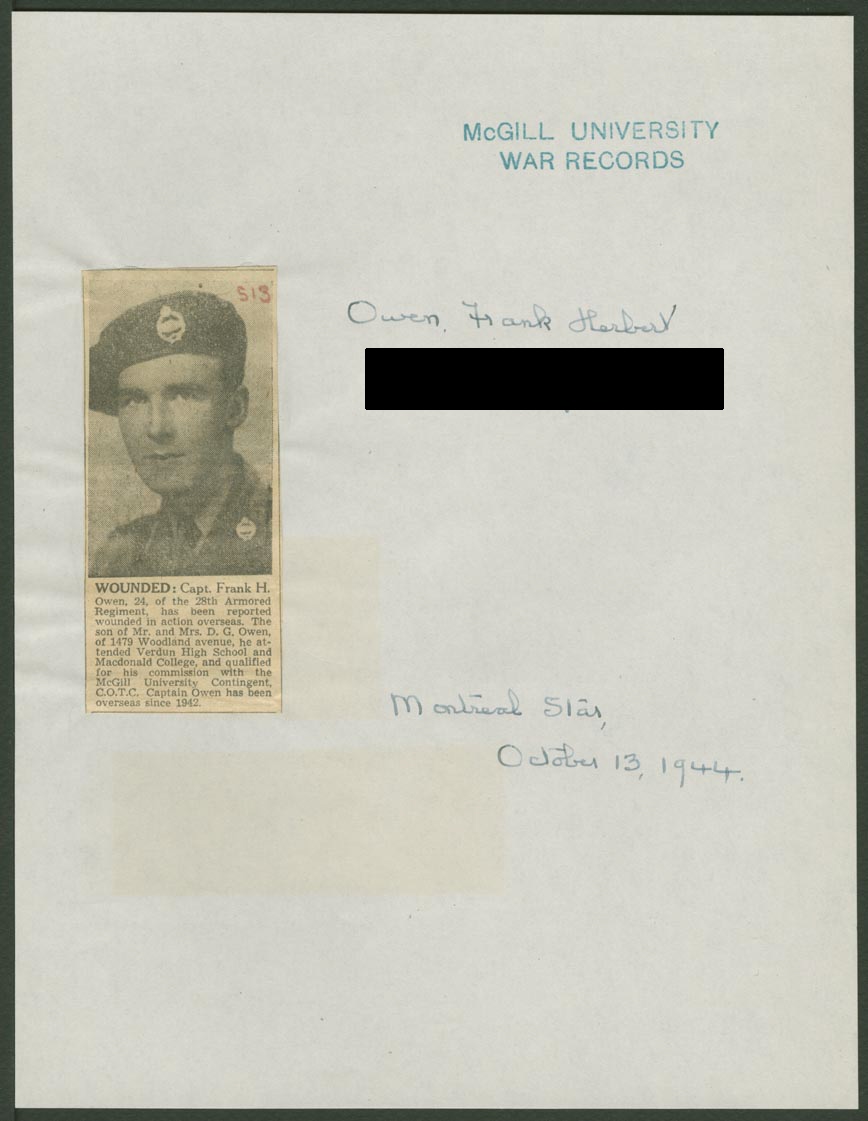 McGILL UNIVERSITY
WAR RECORDS
513
Owen, Frank Herbert
WOUNDED: Capt. Frank H.
Owen, 24, of the 28th Armored
Regiment, has been reported
wounded in action overseas. The
son of Mr. and Mrs. D. G. Owen,
of 1479 Woodland avenue, he at-
tended Verdun High School and
Macdonald College, and qualified
for his commission with the
McGill University Contingent,
C.O.T.C. Captain Owen has been
overseas since 1942.
Montreal Star,
October 13, 1944.